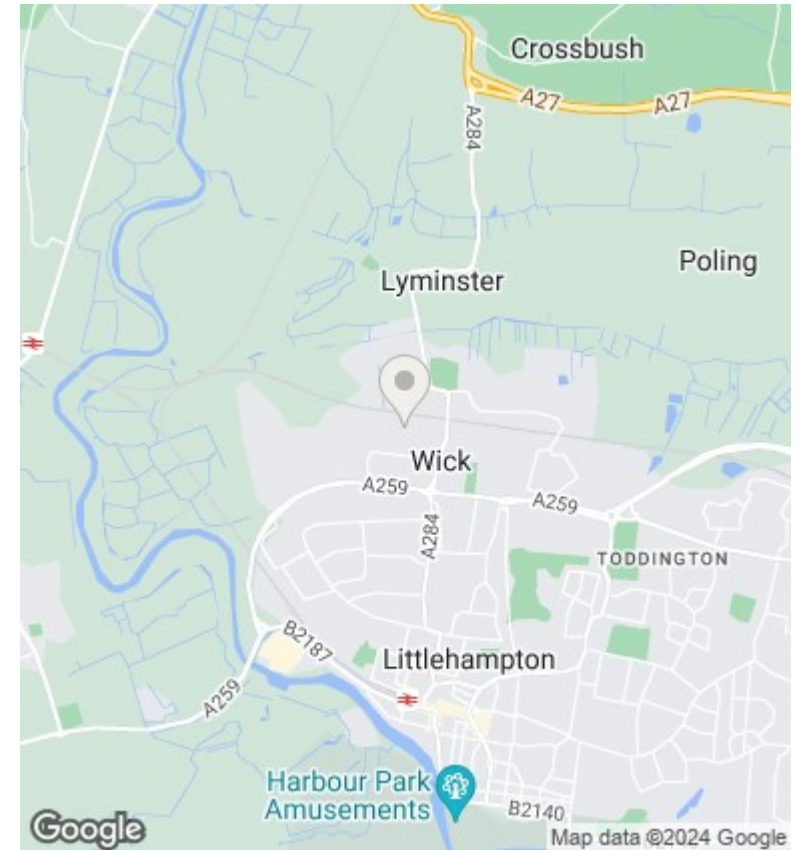 Crossbush
A27
A27
A284
Poling
Lyminster
Wick
A259
A259
A284
TODDINGTON
B2187
Littlehampton
A259
Harbour Park
Amusements
B2140
Google
Map data ©2024 Google